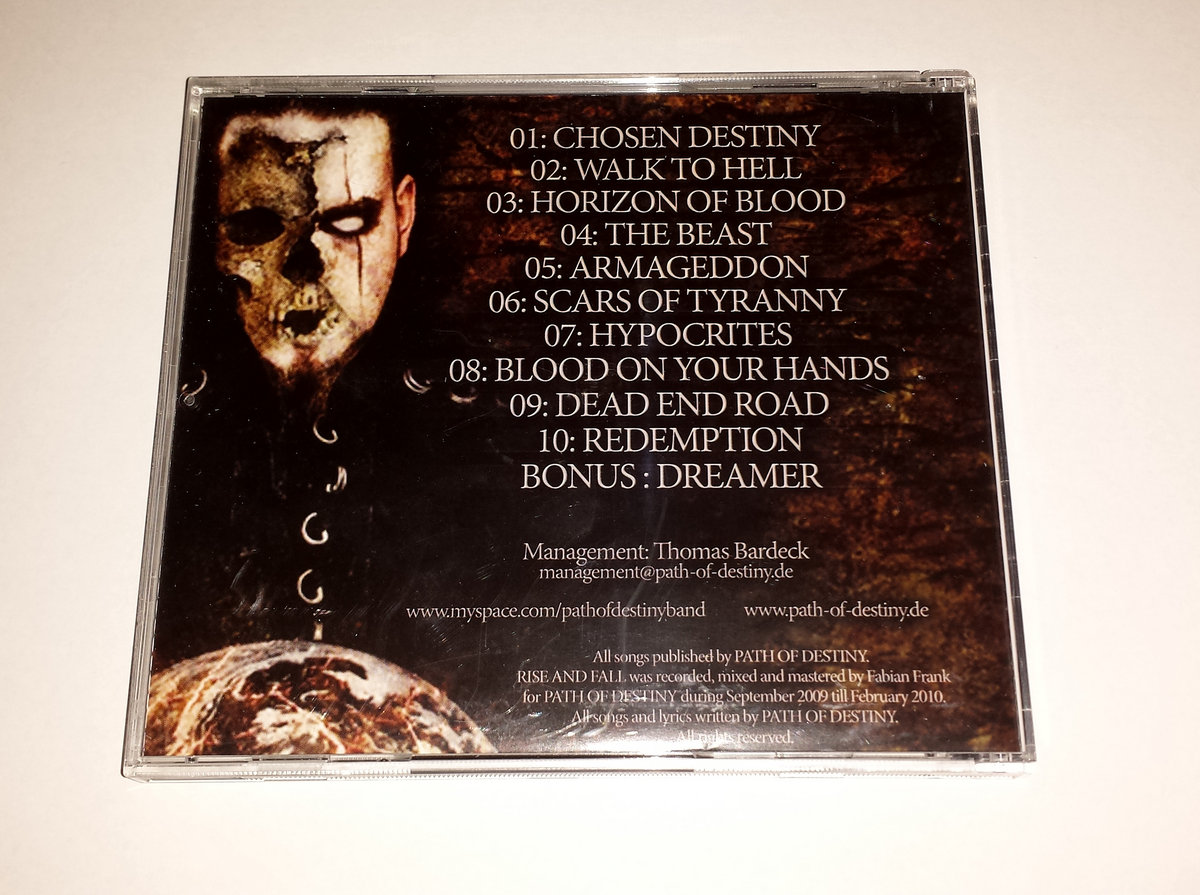 01: CHOSEN DESTINY
02: WALK TO HELL
03: HORIZON OF BLOOD
04: THE BEAST
05: ARMAGEDDON
06: SCARS OF TYRANNY
07: HYPOCRITES
08: BLOOD ON YOUR HANDS
09: DEAD END ROAD
10: REDEMPTION
BONUS : DREAMER
Management: Thomas Bardeck
management@path-of-destiny.de
www.myspace.com/pathofdestinyband www.path-of-destiny.de
All songs published by PATH OF DESTINY.
RISE AND FALL was recorded, mixed and mastered by Fabian Frank
for PATH OF DESTINY during September 2009 till February 2010.
All songs and lyrics written by PATH OF DESTINY.
All rights reserved.